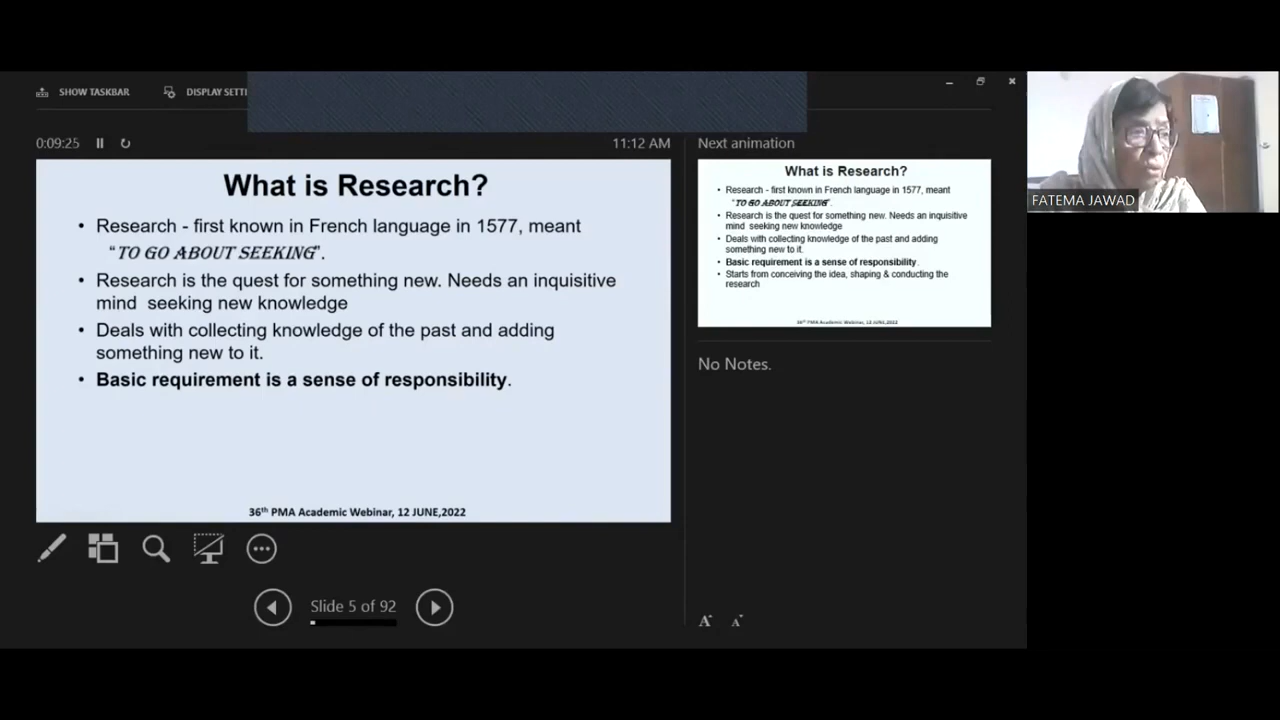 SHOW TASKBAR
DISPLAY SETTI
0:09:25
11:12 AM
What is Research?
• Research - first known in French language in 1577, meant
"TO GO ABOUT SEEKING".
• Research is the quest for something new. Needs an inquisitive
mind seeking new knowledge
• Deals with collecting knowledge of the past and adding
something new to it.
• Basic requirement is a sense of responsibility.
36th PMA Academic Webinar, 12 JUNE,2022
Slide 5 of 92
Next animation
What is Research?
• Research - first known in French language in 1577, meant
"TO GO ABOUT SEEKING".
• Research is the quest for something new. Needs an inquisitive
mind seeking new knowledge
• Deals with collecting knowledge of the past and adding
something new to it.
• Basic requirement is a sense of responsibility.
• Starts from conceiving the idea, shaping & conducting the
research
36th PMA Academic Webinar, 12 JUNE,2022
No Notes.
A A
FATEMA JAWAD